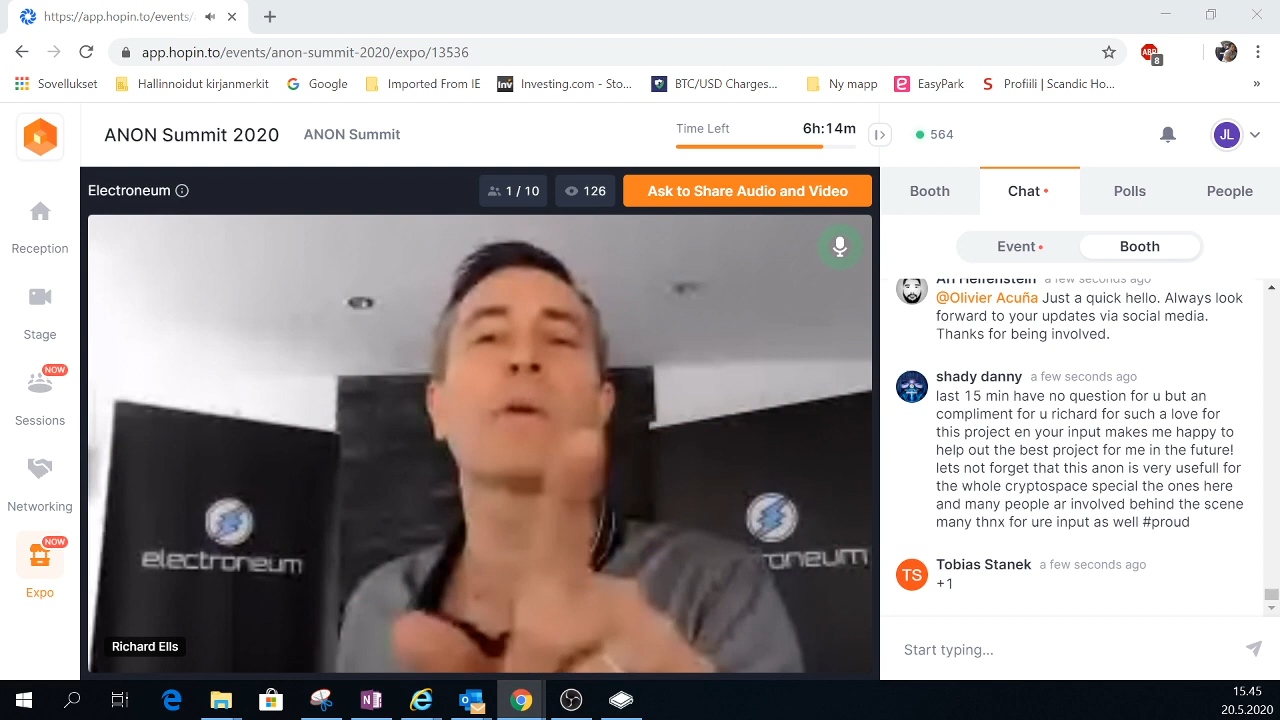 https://app.hopin.to/events/
app.hopin.to/events/anon-summit-2020/expo/13536
ABP
8
Sovellukset
Hallinnoidut kirjanmerkit
Google
Imported From IE
Inv
Investing.com - Sto...
BTC/USD Charges...
Ny mapp
EasyPark
Profiili | Scandic Ho...
»
ANON Summit 2020
ANON Summit
Time Left
6h:14m
564
JL
Electroneum
1 / 10
126
Ask to Share Audio and Video
Booth
Chat
Polls
People
Event
Booth
Reception
Stage
NOW
Sessions
Networking
NOW
Expo
electroneum
Richard Ells
a few seconds ago
@Olivier Acuña Just a quick hello. Always look
forward to your updates via social media.
Thanks for being involved.
shady danny a few seconds ago
last 15 min have no question for u but an
compliment for u richard for such a love for
this project en your input makes me happy to
help out the best project for me in the future!
lets not forget that this anon is very usefull for
the whole cryptospace special the ones here
and many people ar involved behind the scene
many thnx for ure input as well #proud
TS
Tobias Stanek a few seconds ago
+1
Start typing...
15.45
20.5.2020